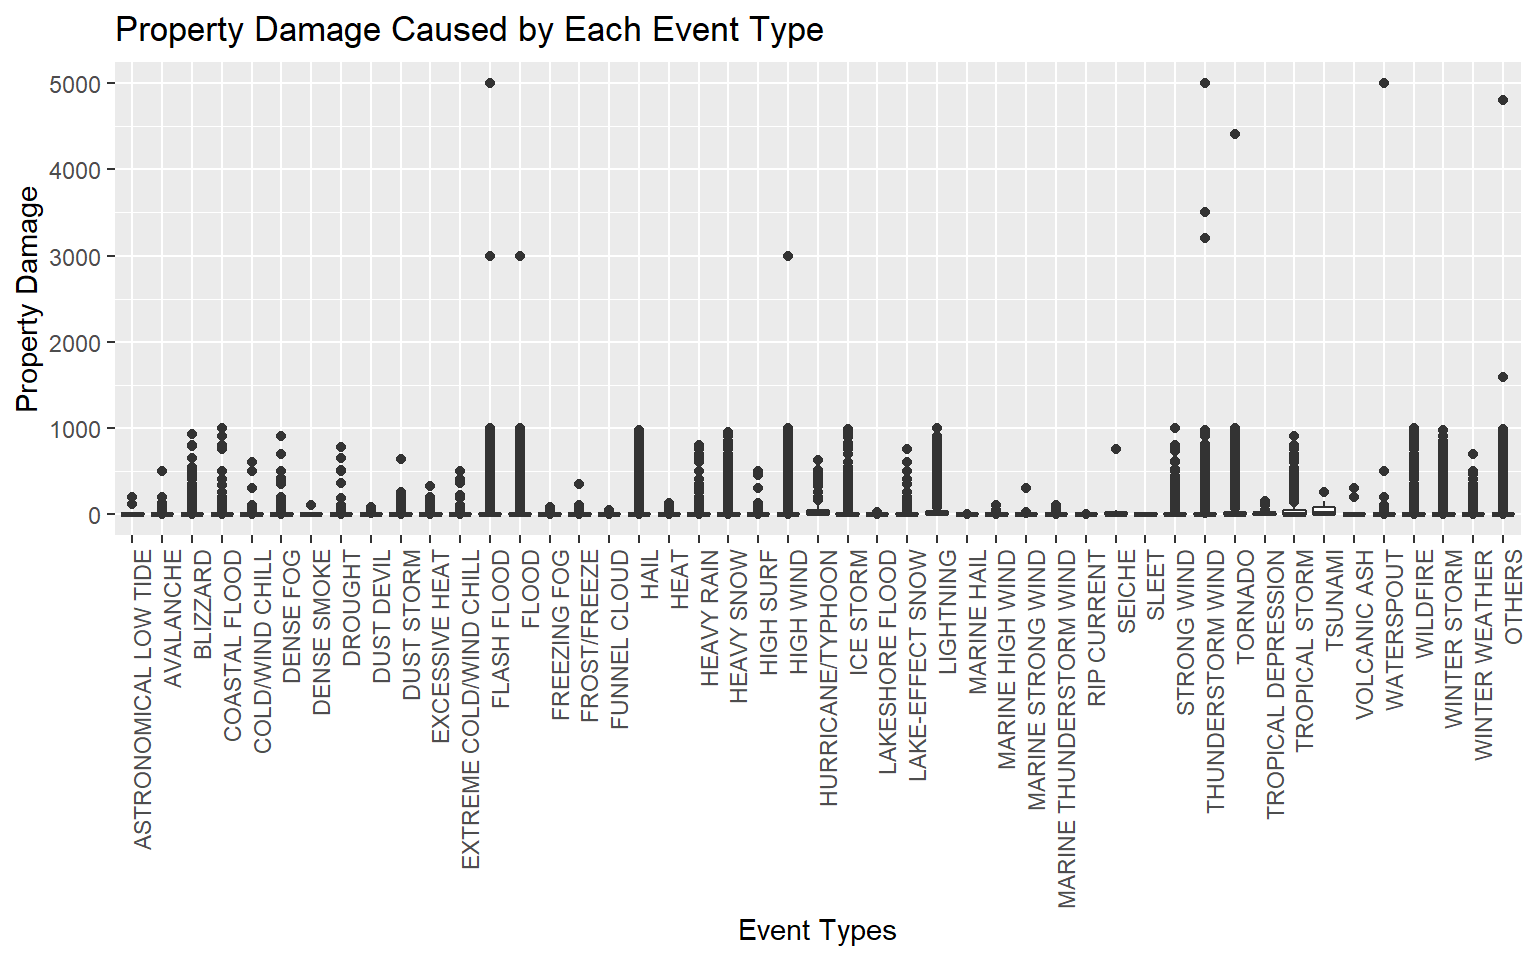 Property Damage Caused by Each Event Type
Property Damage
5000
4000
3000
2000
1000
0
ASTRONOMICAL LOW TIDE
AVALANCHE
BLIZZARD
COASTAL FLOOD
COLD/WIND CHILL
DENSE FOG
DENSE SMOKE
DROUGHT
DUST DEVIL
DUST STORM
EXCESSIVE HEAT
EXTREME COLD/WIND CHILL
FLASH FLOOD
FLOOD
FREEZING FOG
FROST/FREEZE
FUNNEL CLOUD
HAIL
HEAT
HEAVY RAIN
HEAVY SNOW
HIGH SURF
HIGH WIND
HURRICANE/TYPHOON
ICE STORM
LAKESHORE FLOOD
LAKE-EFFECT SNOW
LIGHTNING
MARINE HAIL
MARINE HIGH WIND
MARINE STRONG WIND
MARINE THUNDERSTORM WIND
RIP CURRENT
SEICHE
SLEET
STRONG WIND
THUNDERSTORM WIND
TORNADO
TROPICAL DEPRESSION
TROPICAL STORM
TSUNAMI
VOLCANIC ASH
WATERSPOUT
WILDFIRE
WINTER STORM
WINTER WEATHER
OTHERS
Event Types